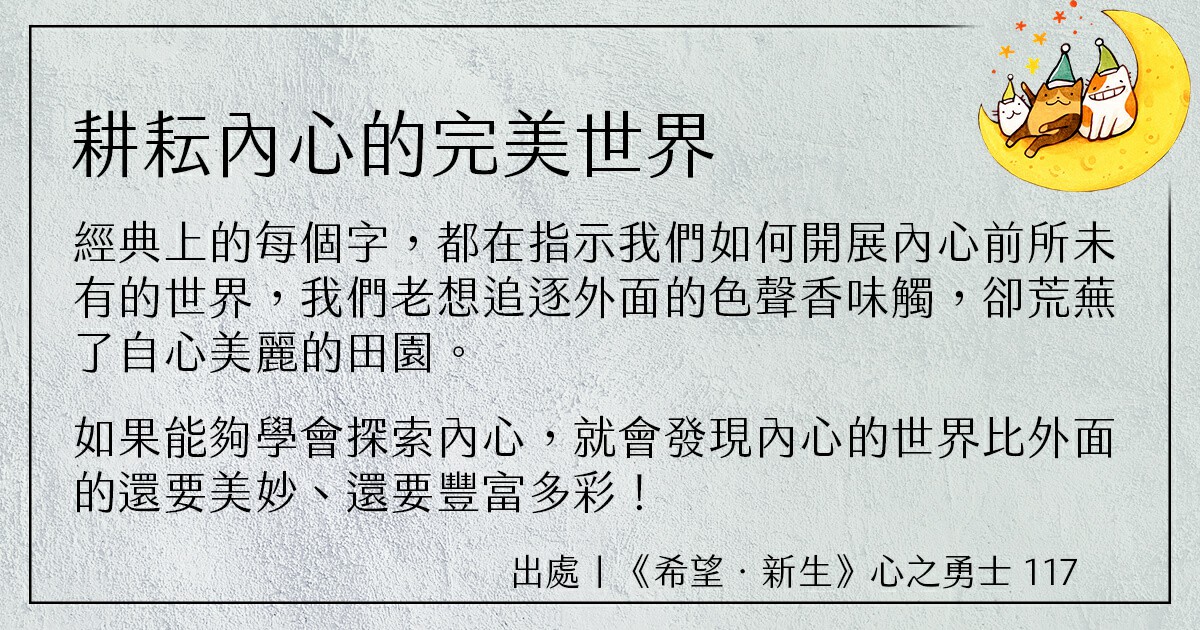 耕耘內心的完美世界
經典上的每個字，都在指示我們如何開展內心前所未
有的世界，我們老想追逐外面的色聲香味觸，卻荒蕪
了自心美麗的田園。
如果能夠學會探索內心，就會發現內心的世界比外面
的還要美妙、還要豐富多彩！
出處丨《希望．新生》心之勇士 117